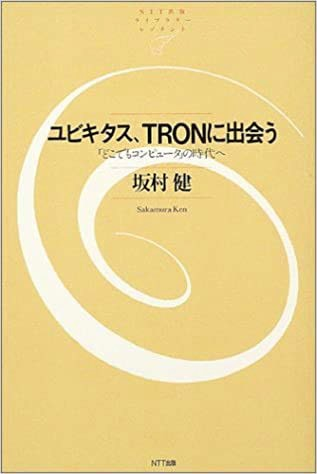 NTT出版
ライブラリー
レゾナント
ユビキタス、TRONに出会う
「どこでもコンピュータ」の時代へ
坂村 健
Sakamura Ken
NTT出版